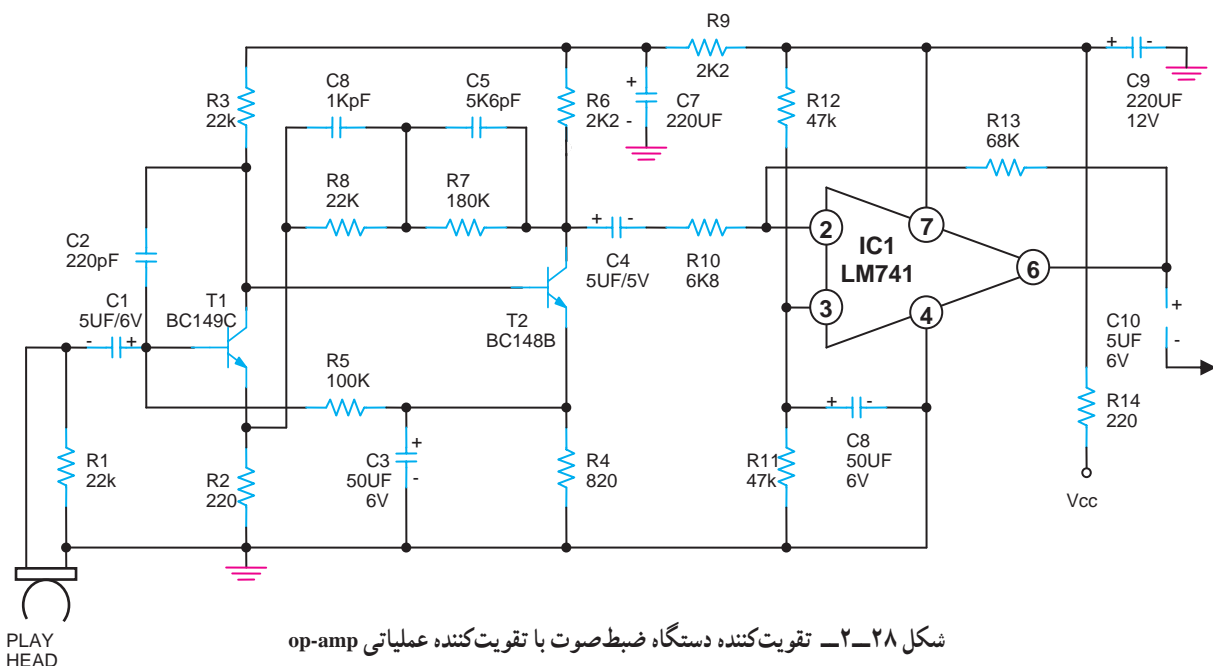 R9
2K2
+ -
C9
220UF
12V
C8
1KpF
C5
5K6pF
R3
22k
R6
2K2
+
-
C7
220UF
R12
47k
R13
68K
R8
22K
R7
180K
C2
220pF
+ -
C4
5UF/5V
R10
6K8
2
7
IC1
LM741
6
3
4
C1
5UF/6V
- +
T1
BC149C
T2
BC148B
+
-
C10
5UF
6V
R5
100K
R1
22k
R2
220
+
-
C3
50UF
6V
R4
820
R11
47k
+ -
C8
50UF
6V
R14
220
Vcc
PLAY
HEAD
شکل ۲۸ــ۲ــ تقویت‌کننده دستگاه ضبط‌صوت با تقویت‌کننده عملیاتی op-amp